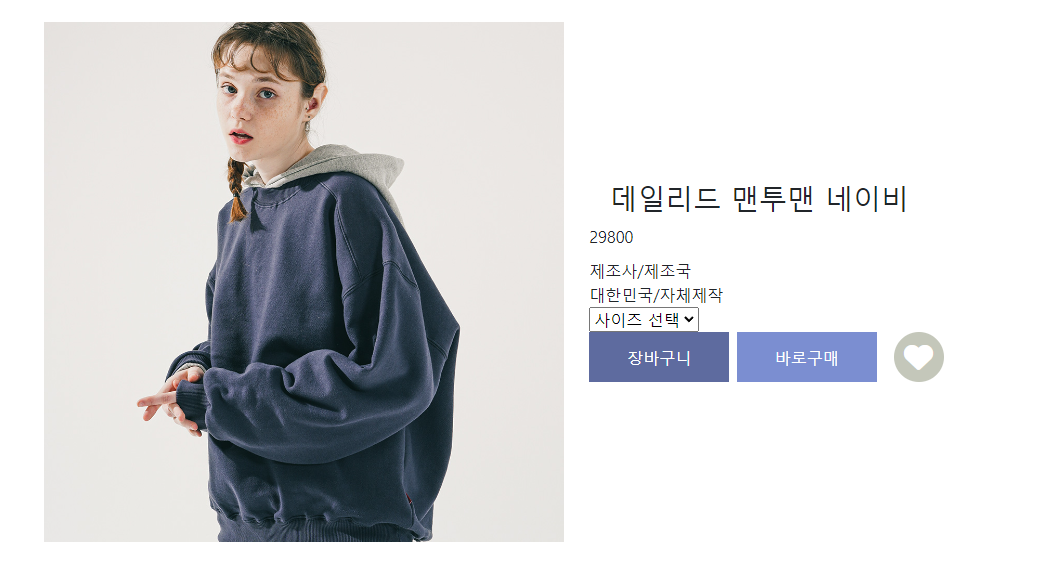 데일리드 맨투맨 네이비
29800
제조사/제조국
대한민국/자체제작
사이즈 선택
장바구니
바로구매